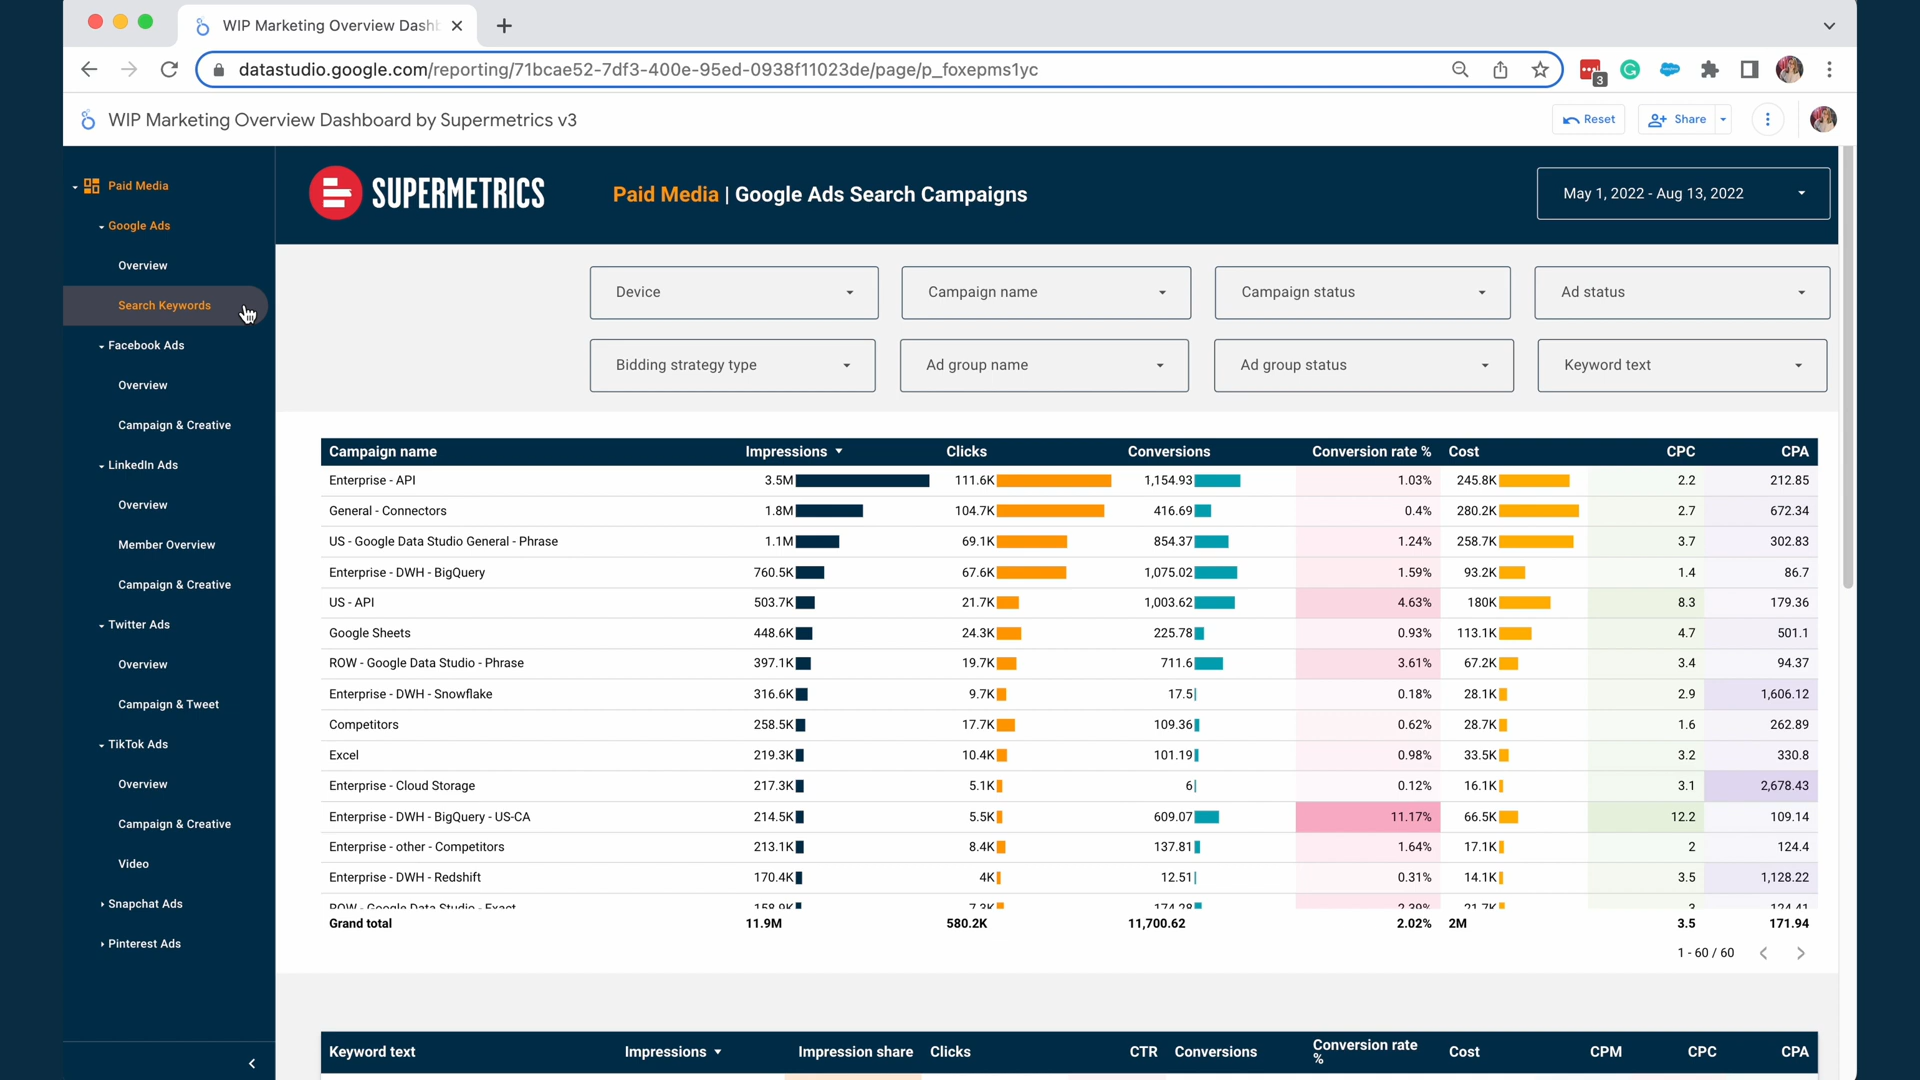 WIP Marketing Overview Dashb
datastudio.google.com/reporting/71bcae52-7df3-400e-95ed-0938f11023de/page/p_foxepms1yc
3
WIP Marketing Overview Dashboard by Supermetrics v3
Reset
Share
Paid Media
Google Ads
Overview
Search Keywords
Facebook Ads
Overview
Campaign & Creative
LinkedIn Ads
Overview
Member Overview
Campaign & Creative
Twitter Ads
Overview
Campaign & Tweet
TikTok Ads
Overview
Campaign & Creative
Video
Snapchat Ads
Pinterest Ads
SUPERMETRICS
Paid Media | Google Ads Search Campaigns
May 1, 2022 - Aug 13, 2022
Device Campaign name Campaign status Ad status
Bidding strategy type Ad group name Ad group status Keyword text
Campaign name Impressions Clicks Conversions Conversion rate % Cost CPC CPA
Enterprise - API 3.5M 111.6K 1,154.93 1.03% 245.8K 2.2 212.85
General - Connectors 1.8M 104.7K 416.69 0.4% 280.2K 2.7 672.34
US - Google Data Studio General - Phrase 1.1M 69.1K 854.37 1.24% 258.7K 3.7 302.83
Enterprise - DWH - BigQuery 760.5K 67.6K 1,075.02 1.59% 93.2K 1.4 86.7
US - API 503.7K 21.7K 1,003.62 4.63% 180K 8.3 179.36
Google Sheets 448.6K 24.3K 225.78 0.93% 113.1K 4.7 501.1
ROW - Google Data Studio - Phrase 397.1K 19.7K 711.6 3.61% 67.2K 3.4 94.37
Enterprise - DWH - Snowflake 316.6K 9.7K 17.5 0.18% 28.1K 2.9 1,606.12
Competitors 258.5K 17.7K 109.36 0.62% 28.7K 1.6 262.89
Excel 219.3K 10.4K 101.19 0.98% 33.5K 3.2 330.8
Enterprise - Cloud Storage 217.3K 5.1K 6 0.12% 16.1K 3.1 2,678.43
Enterprise - DWH - BigQuery - US-CA 214.5K 5.5K 609.07 11.17% 66.5K 12.2 109.14
Enterprise - other - Competitors 213.1K 8.4K 137.81 1.64% 17.1K 2 124.4
Enterprise - DWH - Redshift 170.4K 4K 12.51 0.31% 14.1K 3.5 1,128.22
ROW - Google Data Studio - Exact 158.9K 7.3K 174.28 2.39% 21.7K 3 124.41
Grand total 11.9M 580.2K 11,700.62 2.02% 2M 3.5 171.94
1 - 60 / 60
Keyword text Impressions Impression share Clicks CTR Conversions Conversion rate % Cost CPM CPC CPA